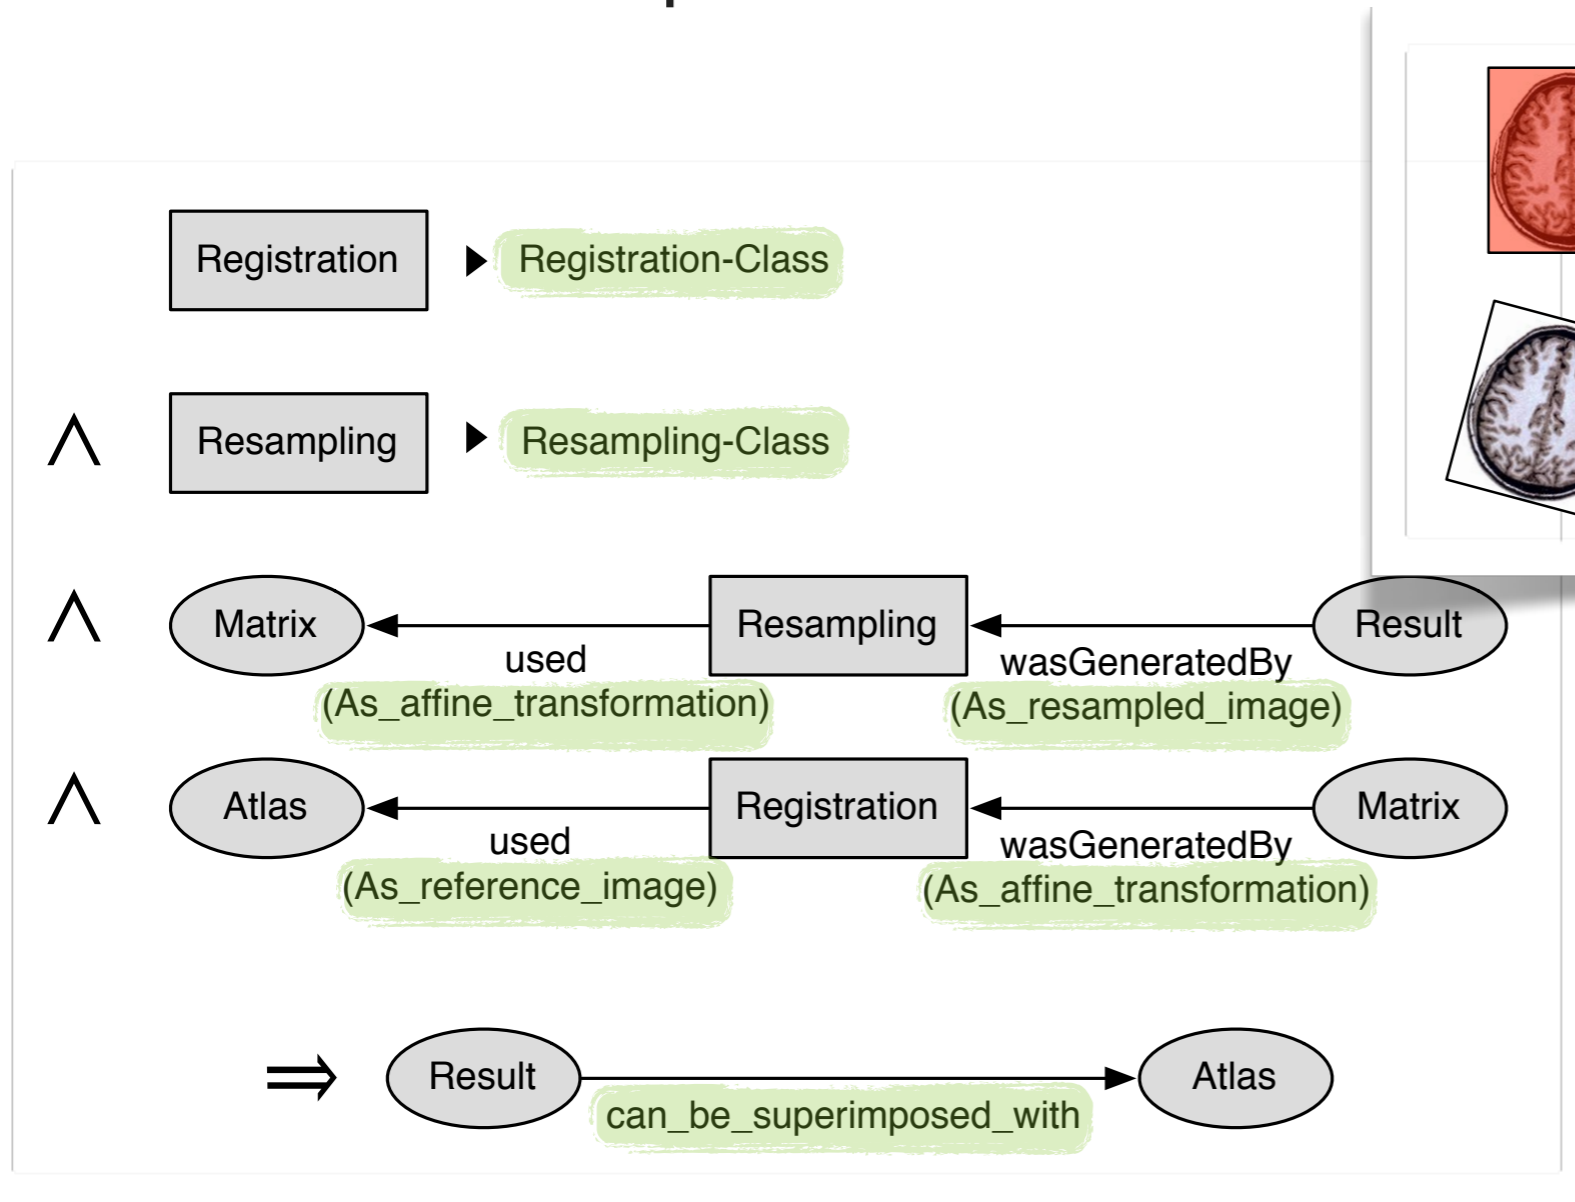 Registration ▶ Registration-Class
∧ Resampling ▶ Resampling-Class
∧ Matrix Resampling Result
used wasGeneratedBy
(As_affine_transformation) (As_resampled_image)
∧ Atlas Registration Matrix
used wasGeneratedBy
(As_reference_image) (As_affine_transformation)
⇒ Result Atlas
can_be_superimposed_with